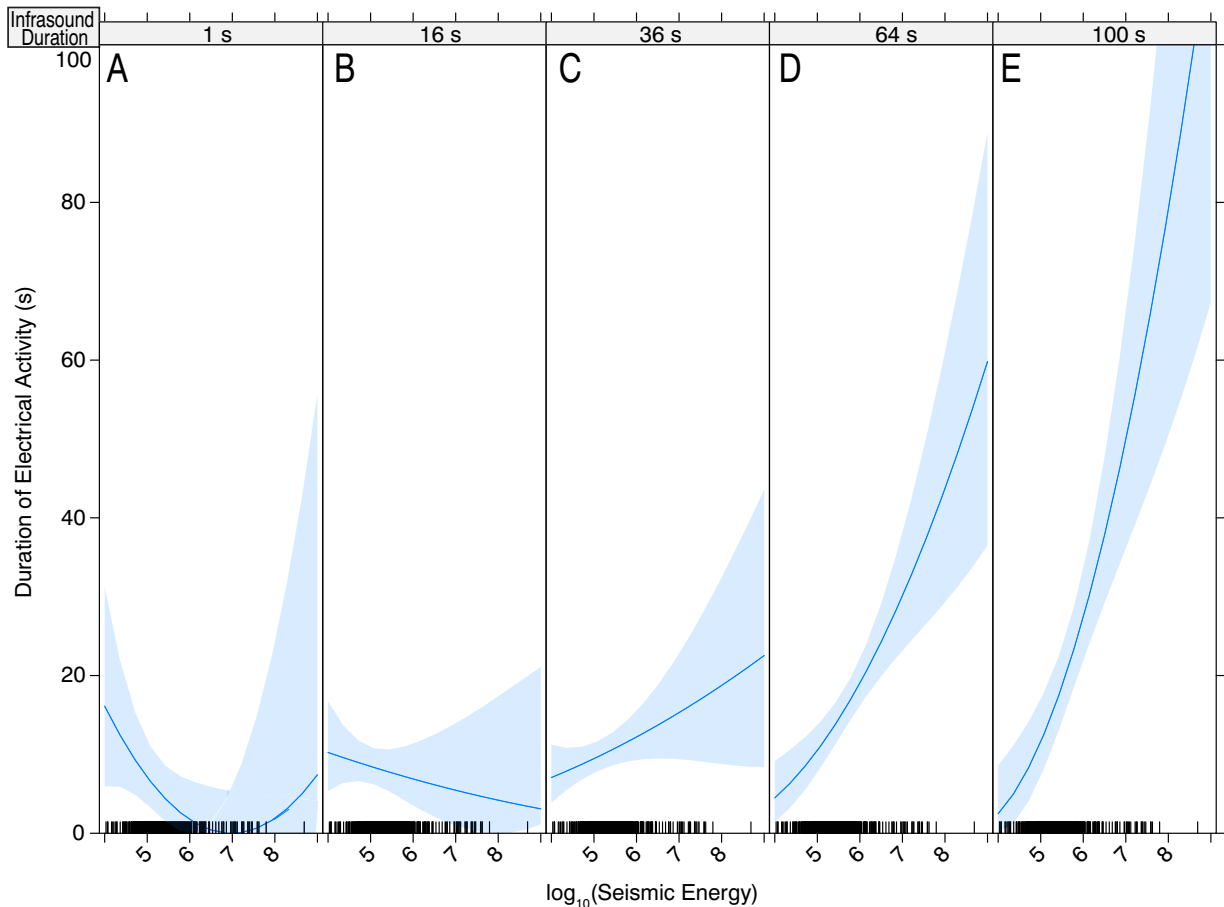 Infrasound
Duration
1 s
16 s
36 s
64 s
100 s
A
B
C
D
E
100
80
60
40
20
0
Duration of Electrical Activity (s)
5 6 7 8
5 6 7 8
5 6 7 8
5 6 7 8
5 6 7 8
log₁₀(Seismic Energy)